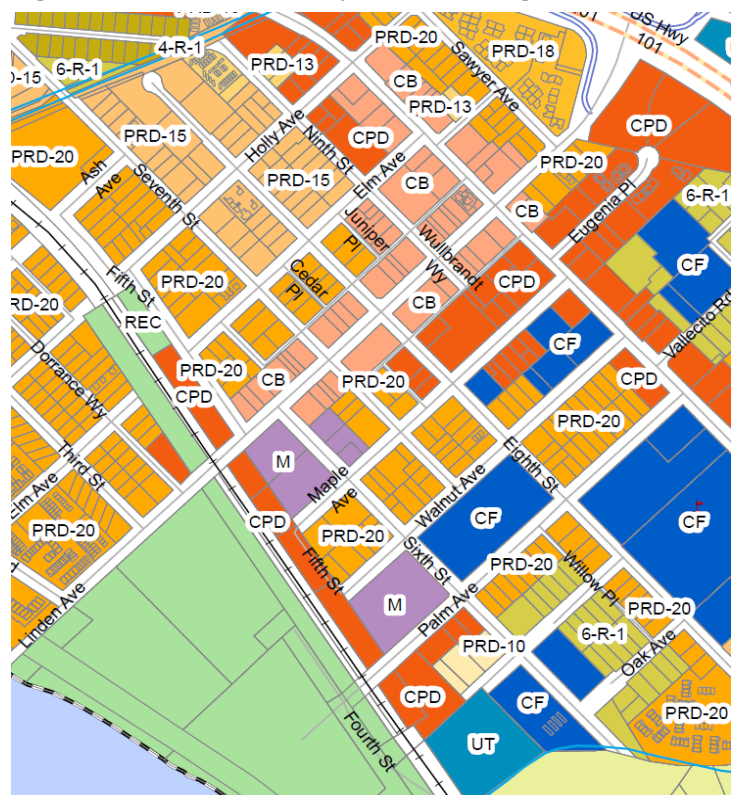 PRD-20
US Hwy
101
101
4-R-1
Sawyer Ave
PRD-18
PRD-13
6-R-1
CB
PRD-13
CPD
PRD-15
Holly Ave
Ninth St
CPD
PRD-20
PRD-20
Ash
Ave
Seventh St
PRD-15
Elm Ave
CB
6-R-1
Juniper
Pl
Wullbrandt
Wy
CB
Eugenia Pl
CF
Fifth St
PRD-20
Cedar
Pl
CPD
CB
Vallecito Rd
REC
CF
Dorrance Wy
PRD-20
CPD
CB
PRD-20
CPD
PRD-20
Third St
M
Maple
Ave
Walnut Ave
Eighth St
Elm Ave
PRD-20
CPD
CF
CF
PRD-20
Fifth St
Sixth St
PRD-20
Willow Pl
M
Palm Ave
PRD-20
Linden Ave
PRD-10
6-R-1
Oak Ave
CPD
CF
PRD-20
Fourth St
UT